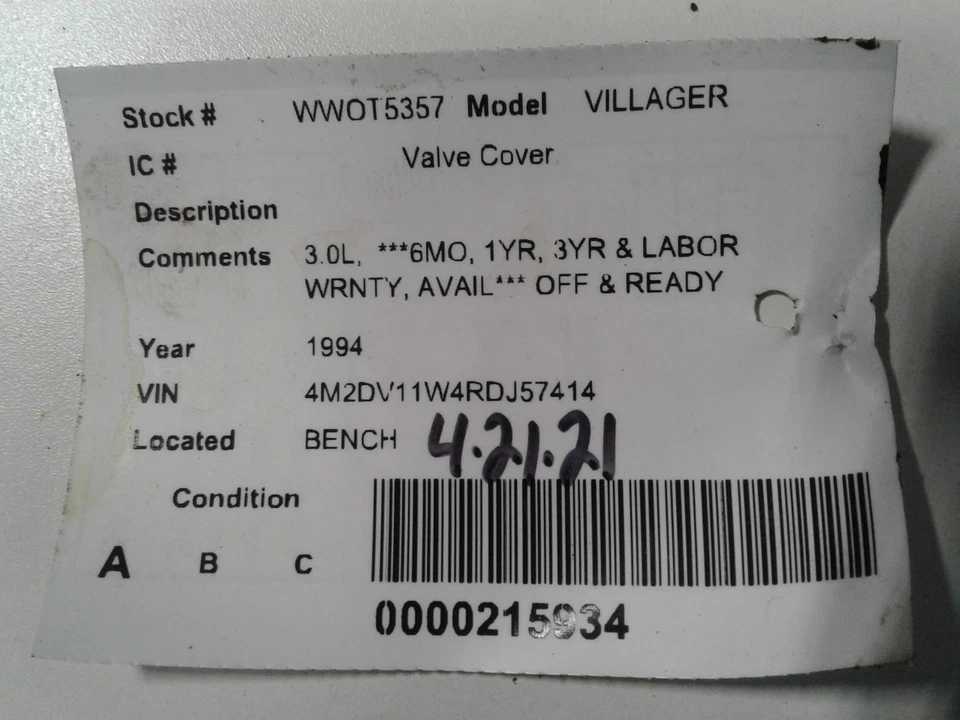 Stock # WWOT5357 Model VILLAGER
IC # Valve Cover
Description
Comments 3.0L, ***6MO, 1YR, 3YR & LABOR
WRNTY, AVAIL*** OFF & READY
Year 1994
VIN 4M2DV11W4RDJ57414
Located BENCH 4.21.21
Condition
A B C
0000215934